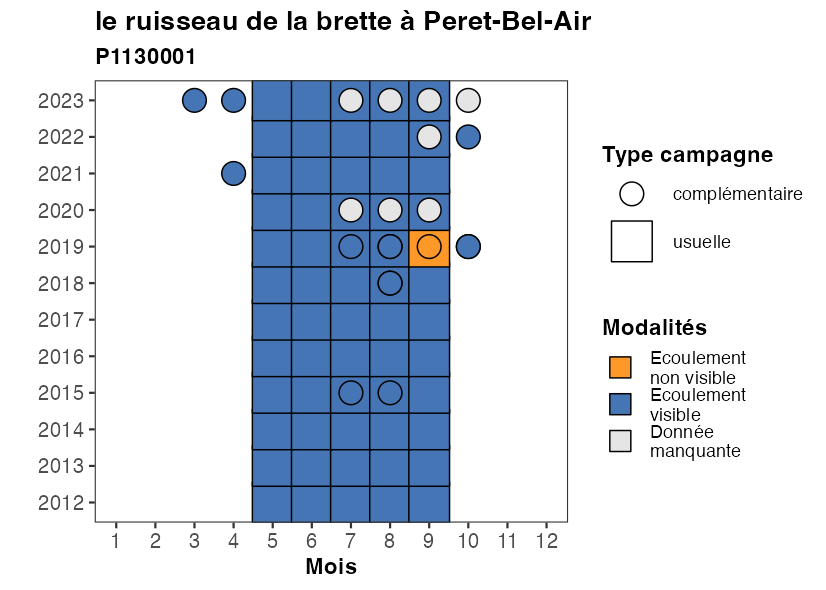 le ruisseau de la brette à Peret-Bel-Air
P1130001
2023
2022
2021
2020
2019
2018
2017
2016
2015
2014
2013
2012
1 2 3 4 5 6 7 8 9 10 11 12
Mois
Type campagne
complémentaire
usuelle
Modalités
Ecoulement
non visible
Ecoulement
visible
Donnée
manquante